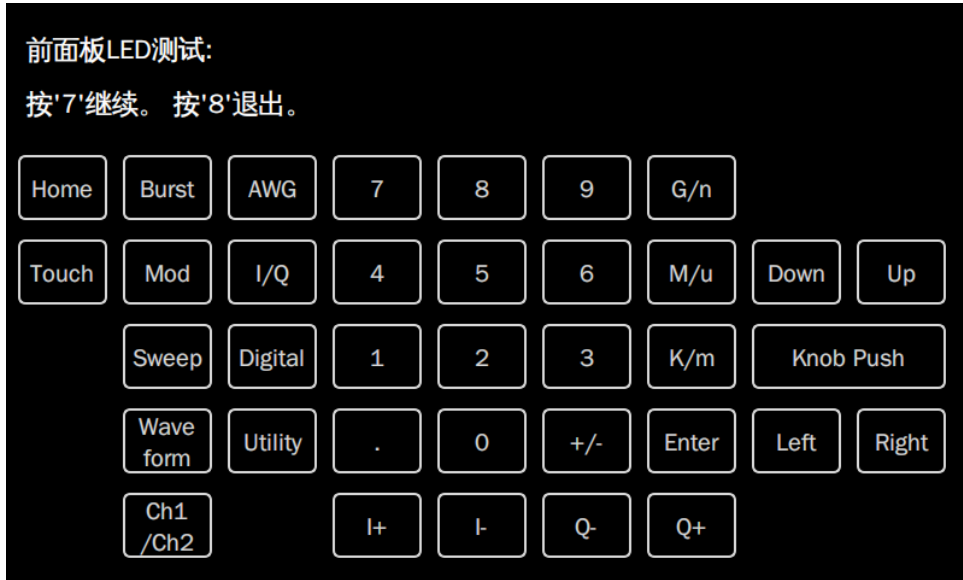 前面板LED测试:
按'7'继续。 按'8'退出。
Home Burst AWG 7 8 9 G/n
Touch Mod I/Q 4 5 6 M/u Down Up
Sweep Digital 1 2 3 K/m Knob Push
Wave
form
Utility . 0 +/- Enter Left Right
Ch1
/Ch2
I+ I- Q- Q+